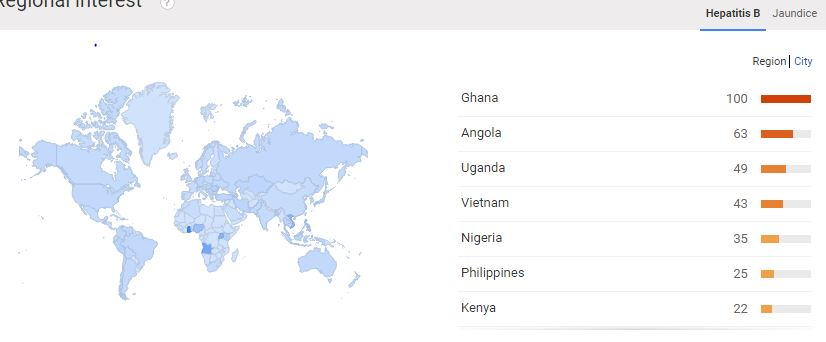 Regional interest ?
Hepatitis B Jaundice
Region | City
Ghana 100
Angola 63
Uganda 49
Vietnam 43
Nigeria 35
Philippines 25
Kenya 22